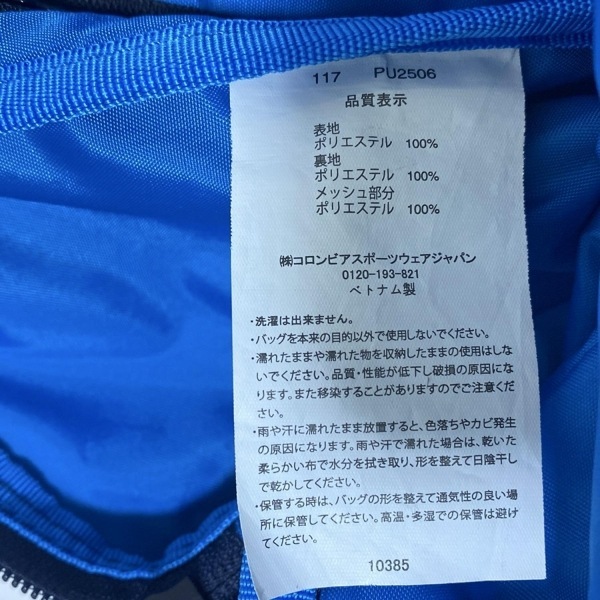 117 PU2506
品質表示
表地
ポリエステル 100%
裏地
ポリエステル 100%
メッシュ部分
ポリエステル 100%
㈱コロンビアスポーツウェアジャパン
0120-193-821
ベトナム製
・洗濯は出来ません。
・バッグを本来の目的以外で使用しないでください。
・濡れたままや濡れた物を収納したままの使用はしな
いでください。品質・性能が低下し破損の原因にな
ります。また移染することがありますのでご注意くだ
さい。
・雨や汗に濡れたまま放置すると、色落ちやカビ発生
の原因になります。雨や汗で濡れた場合は、乾いた
柔らかい布で水分を拭き取り、形を整えて日陰干し
で乾かしてください。
・保管する時は、バッグの形を整えて通気性の良い場
所に保管してください。高温・多湿での保管は避け
てください。
10385